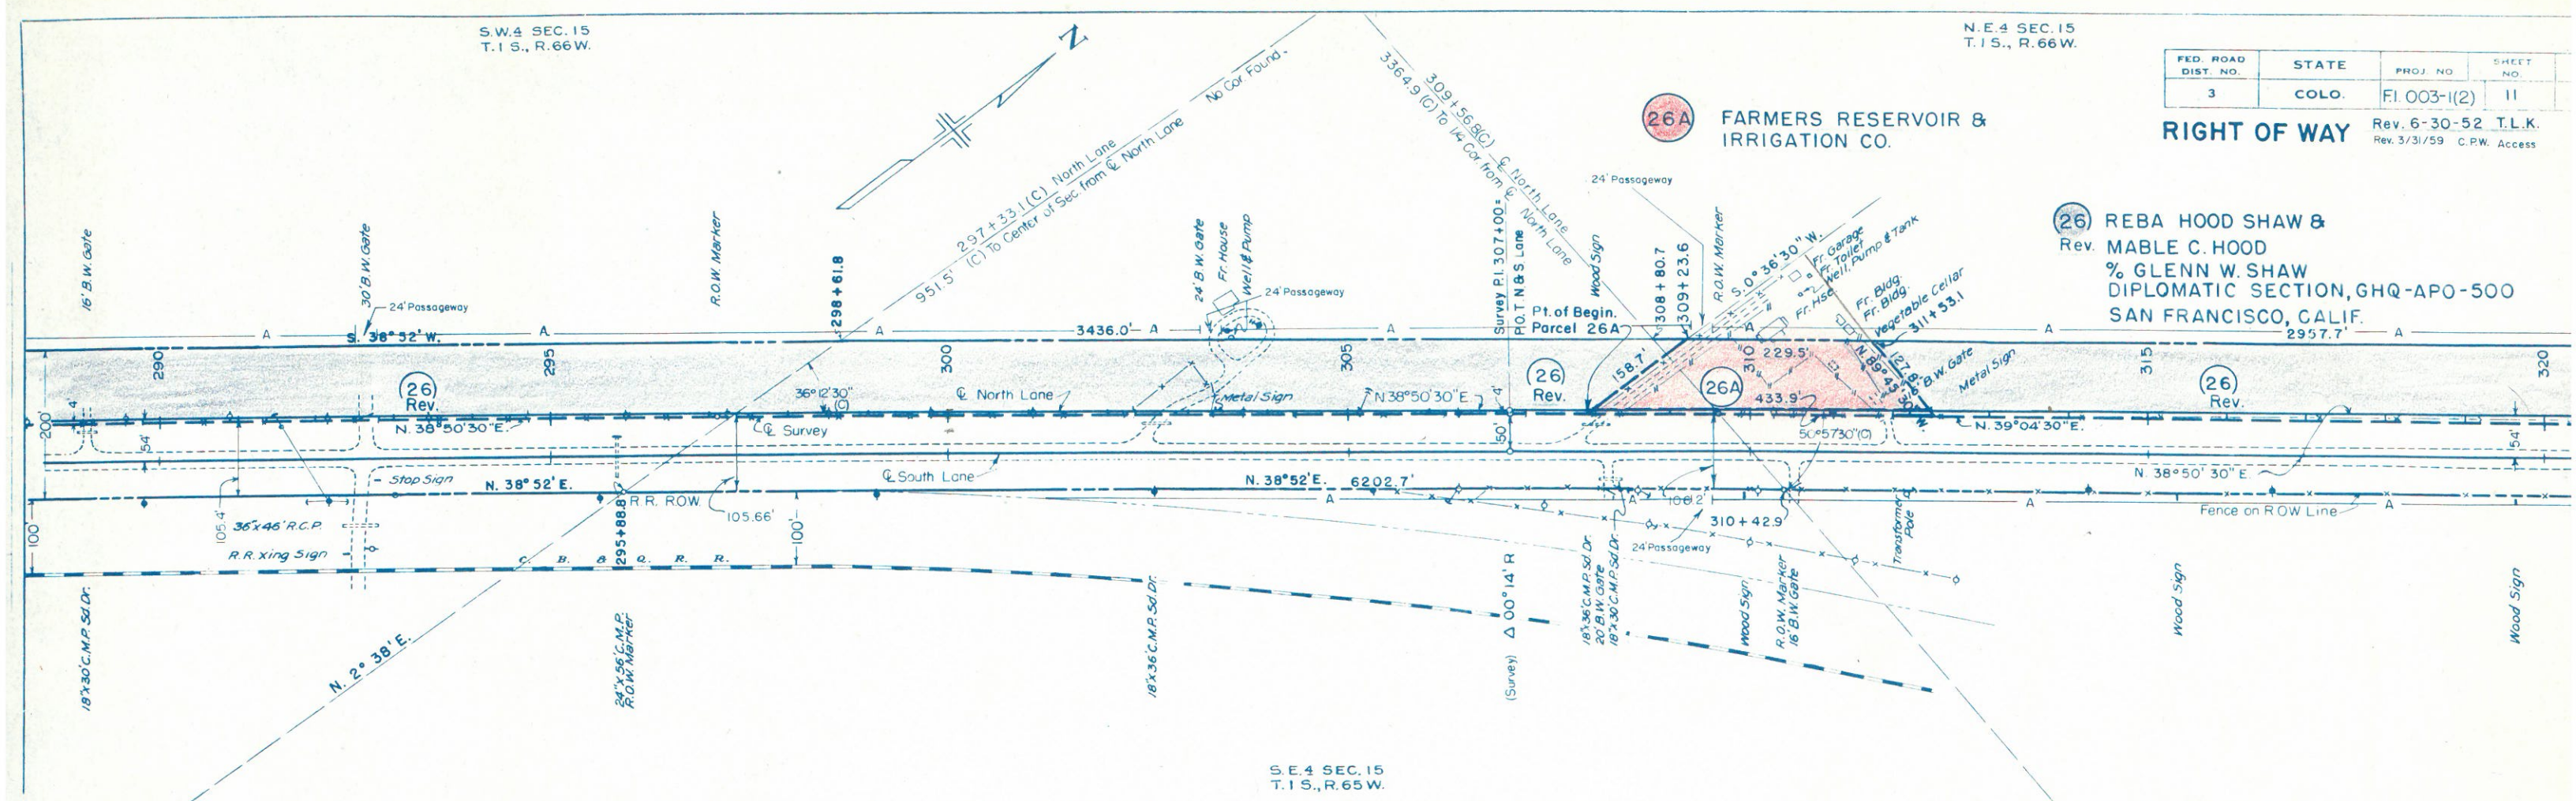 S.W.4 SEC. 15
T. 1 S., R. 66 W.
N.E.4 SEC. 15
T. 1 S., R. 66 W.
FED. ROAD DIST. NO.
STATE
PROJ. NO
SHEET NO.
3
COLO.
F.I. 003-1(2)
11
RIGHT OF WAY
Rev. 6-30-52 T.L.K.
Rev. 3/31/59 C.P.W. Access
26A
FARMERS RESERVOIR &
IRRIGATION CO.
26
Rev.
REBA HOOD SHAW &
MABLE C. HOOD
% GLENN W. SHAW
DIPLOMATIC SECTION, GHQ-APO-500
SAN FRANCISCO, CALIF.
N
297+33.1 (C) ℄ North Lane
951.5' (C) To Center of Sec. from ℄ North Lane
No Cor. Found.
309+56.8(C) ℄ North Lane
3364.9 (C) To 1/4 Cor. from ℄ North Lane
16' B.W. Gate
30' B.W. Gate
24' Passageway
R.O.W. Marker
298+61.8
24' B.W. Gate
Fr. House
Well & Pump
24' Passageway
Survey P.I. 307+00=
P.O.T. N & S Lane
Wood Sign
24' Passageway
308+80.7
309+23.6
R.O.W. Marker
S. 0° 36' 30" W.
Fr. Garage
Fr. Toilet
Well, Pump & Tank
Fr. Hse.
Fr. Bldg.
Fr. Bldg.
Vegetable Cellar
311+53.1
Pt. of Begin.
Parcel 26A
A
S. 38° 52' W.
A
A
3436.0'
A
A
A
A
2957.7'
A
290
295
300
305
310
315
320
158.7'
229.5'
127.8'
N. 89° 45' 30" W.
16' B.W. Gate
Metal Sign
200'
4'
26
Rev.
36° 12' 30"
(C)
℄ North Lane
Metal Sign
N 38° 50' 30" E.
4'
26
Rev.
26A
433.9'
26
Rev.
54'
N. 38° 50' 30" E.
℄ Survey
50'
50° 57' 30" (C)
N. 39° 04' 30" E.
54'
Stop Sign
N. 38° 52' E.
℄ South Lane
N. 38° 52' E.
6202.7'
N. 38° 50' 30" E.
R.R. ROW.
105.66'
105.4'
A
A
A
A
100'
36"x46' R.C.P.
R.R. Xing Sign
295+88.8
100'
C. B. & Q. R. R.
310+42.9
24' Passageway
Transformer
Pole
Fence on ROW Line
18"x30' C.M.P. Sd. Dr.
24"x56' C.M.P.
R.O.W. Marker
18"x36' C.M.P. Sd. Dr.
(Survey) Δ 00° 14' R
18"x36' C.M.P. Sd. Dr.
20' B.W. Gate
18"x30' C.M.P. Sd. Dr.
Wood Sign
R.O.W. Marker
16' B.W. Gate
Wood Sign
Wood Sign
N. 2° 38' E.
S.E.4 SEC. 15
T. 1 S., R. 65 W.